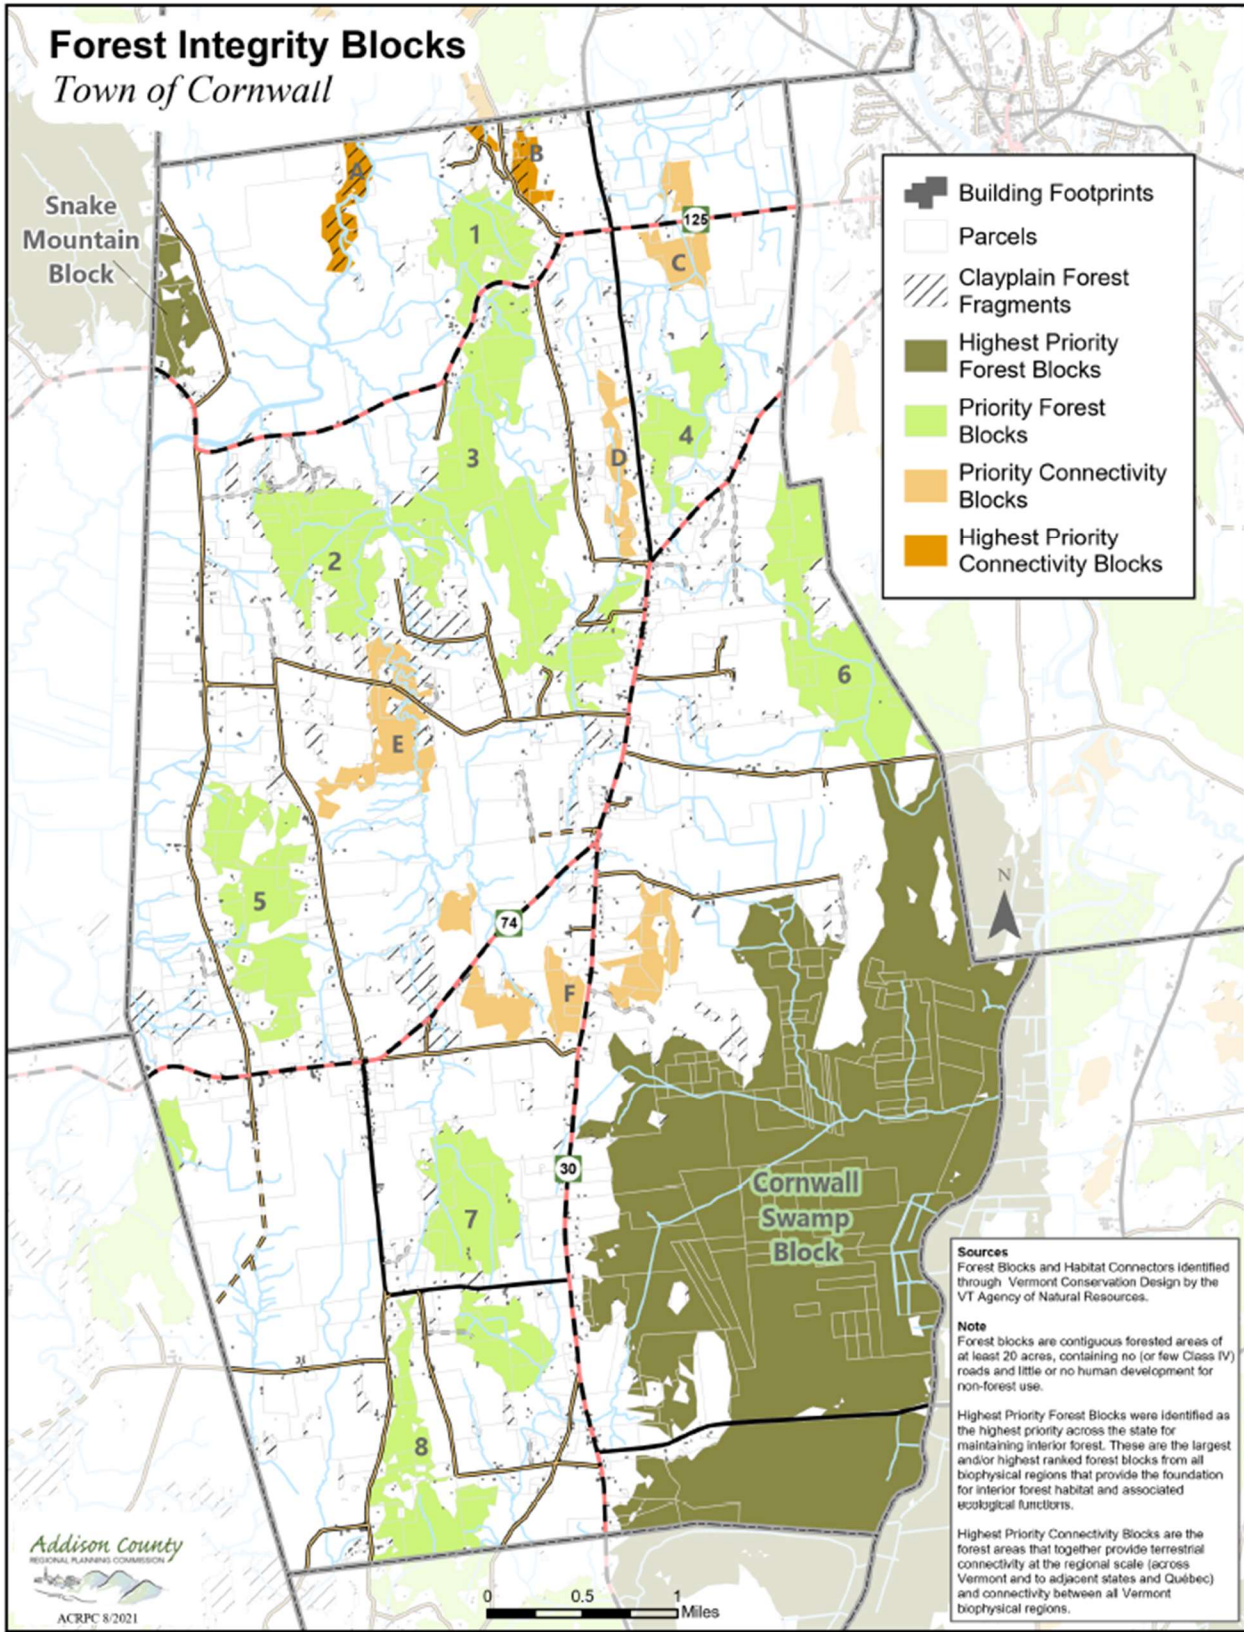 Forest Integrity Blocks
Town of Cornwall
Snake
Mountain
Block
A
B
1
125
C
3
D
4
2
6
E
5
74
F
N
Cornwall
Swamp
Block
30
7
8
Building Footprints
Parcels
Clayplain Forest
Fragments
Highest Priority
Forest Blocks
Priority Forest
Blocks
Priority Connectivity
Blocks
Highest Priority
Connectivity Blocks
Sources
Forest Blocks and Habitat Connectors identified
through Vermont Conservation Design by the
VT Agency of Natural Resources.
Note
Forest blocks are contiguous forested areas of
at least 20 acres, containing no (or few Class IV)
roads and little or no human development for
non-forest use.
Highest Priority Forest Blocks were identified as
the highest priority across the state for
maintaining interior forest. These are the largest
and/or highest ranked forest blocks from all
biophysical regions that provide the foundation
for interior forest habitat and associated
ecological functions.
Highest Priority Connectivity Blocks are the
forest areas that together provide terrestrial
connectivity at the regional scale (across
Vermont and to adjacent states and Québec)
and connectivity between all Vermont
biophysical regions.
Addison County
REGIONAL PLANNING COMMISSION
ACRPC 8/2021
0 0.5 1
Miles